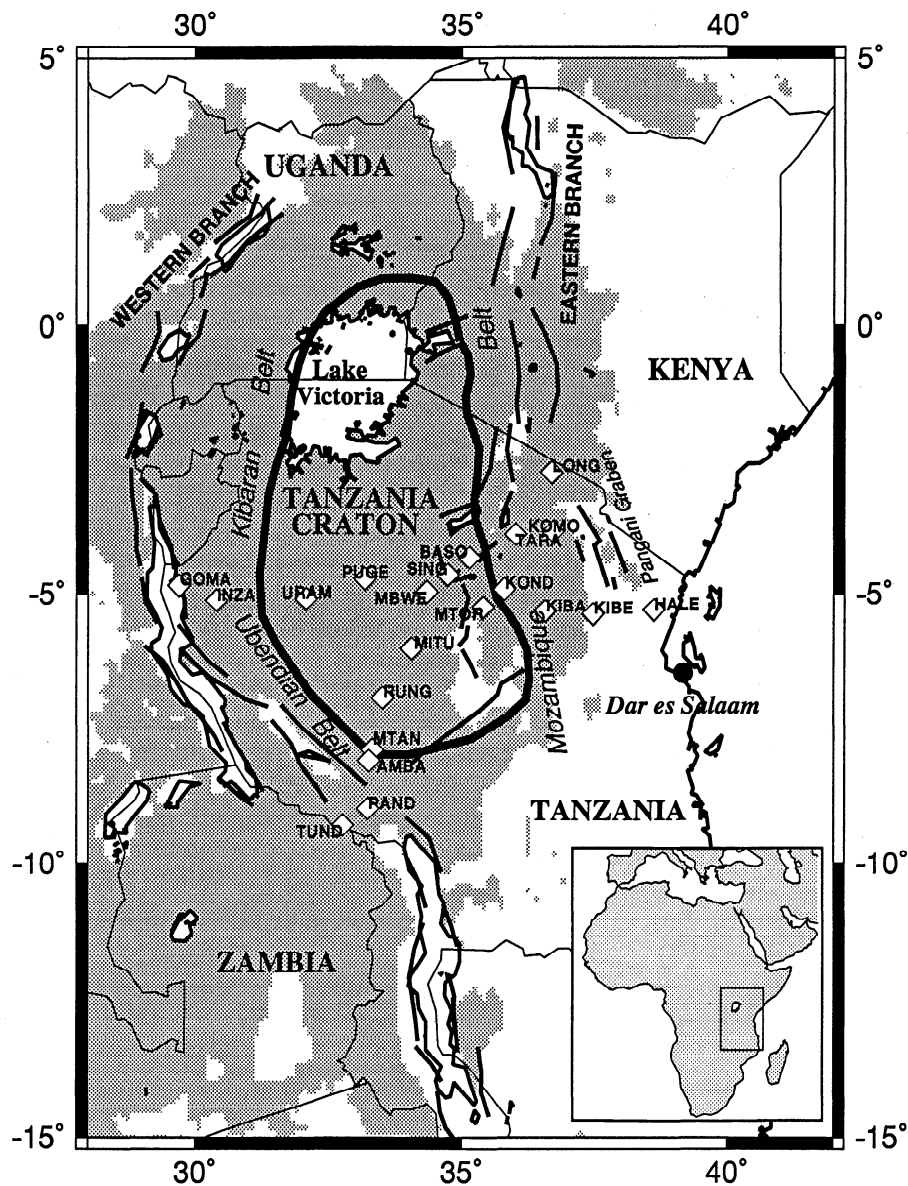 30° 35° 40°
5° 5°
UGANDA
WESTERN BRANCH
EASTERN BRANCH
0° 0°
Belt
Belt
KENYA
Lake
Victoria
Kibaran
LONG
Pangani Graben
TANZANIA
CRATON
KOMO
TARA
BASO
SING
PUGE
GOMA
KOND
INZA
URAM
MBWE
-5° -5°
MTOR
KIBA
KIBE
HALE
MITU
Ubendian
Mozambique
RUNG
Dar es Salaam
MTAN
Belt
AMBA
RAND
TANZANIA
TUND
-10° -10°
ZAMBIA
-15° -15°
30° 35° 40°